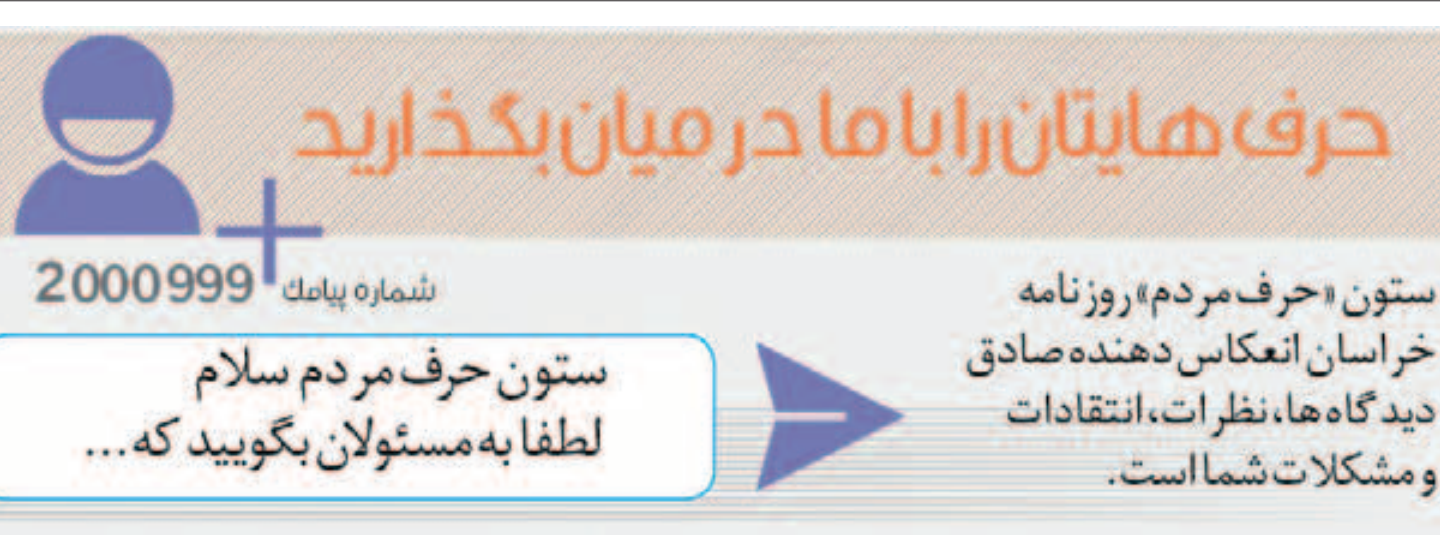 حرف هایتان را با ما در میان بگذارید
شماره پیامك 2000999
ستون «حرف مردم» روزنامه
خراسان انعکاس دهنده صادق
دیدگاه ها، نظرات، انتقادات
و مشکلات شما است.
ستون حرف مردم سلام
لطفا به مسئولان بگویید که...